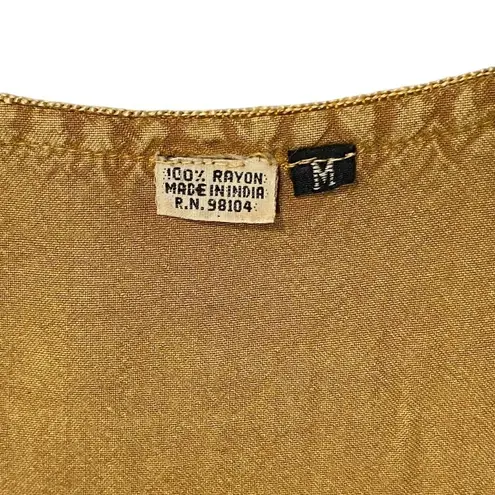 100% RAYON
MADE IN INDIA
R.N. 98104
M